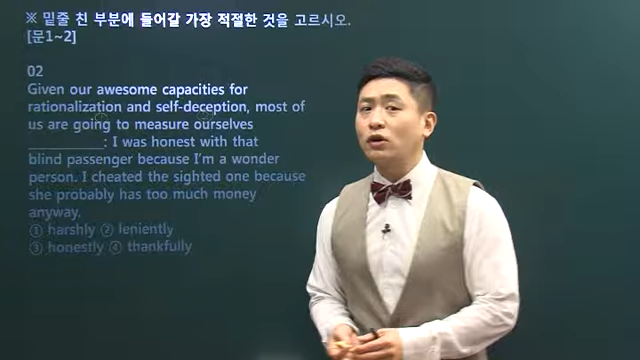 ※ 밑줄 친 부분에 들어갈 가장 적절한 것을 고르시오.
[문1~2]
02
Given our awesome capacities for
rationalization and self-deception, most of
us are going to measure ourselves
____________: I was honest with that
blind passenger because I'm a wonder
person. I cheated the sighted one because
she probably has too much money
anyway.
① harshly ② leniently
③ honestly ④ thankfully